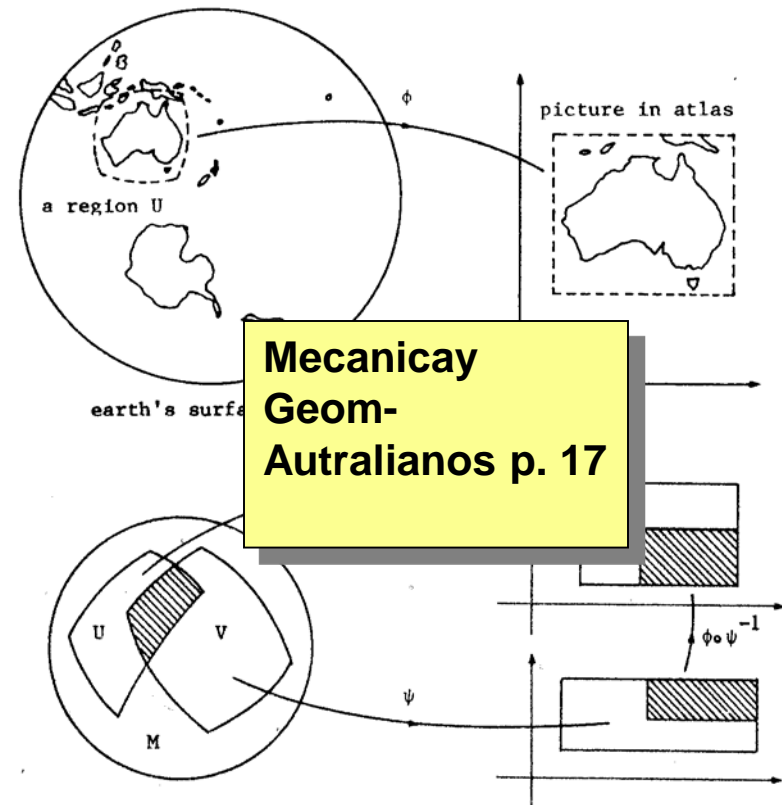 ϕ
picture in atlas
a region U
Mecanicay
Geom-
Autralianos p. 17
earth's surfa
U
V
ϕ∘ψ⁻¹
ψ
M